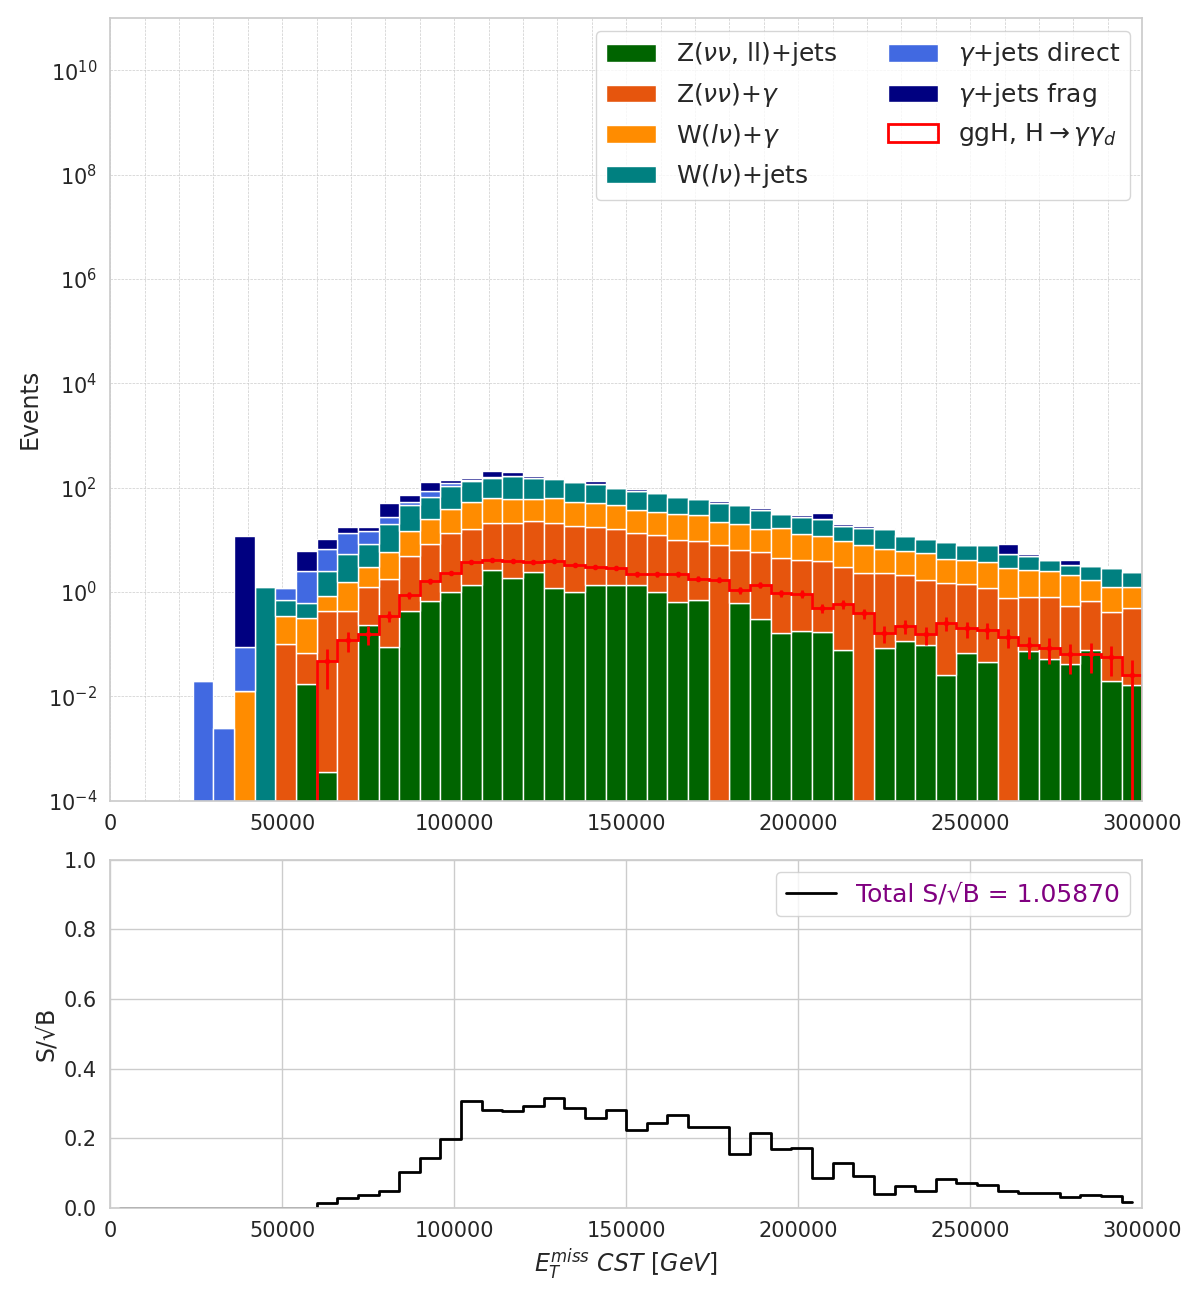 Z(νν, ll)+jets
Z(νν)+γ
W(lν)+γ
W(lν)+jets
γ+jets direct
γ+jets frag
ggH, H→γγ_d
Events
10^10
10^8
10^6
10^4
10^2
10^0
10^−2
10^−4
0 50000 100000 150000 200000 250000 300000
Total S/√B = 1.05870
S/√B
1.0
0.8
0.6
0.4
0.2
0.0
0 50000 100000 150000 200000 250000 300000
E_T^miss CST [GeV]